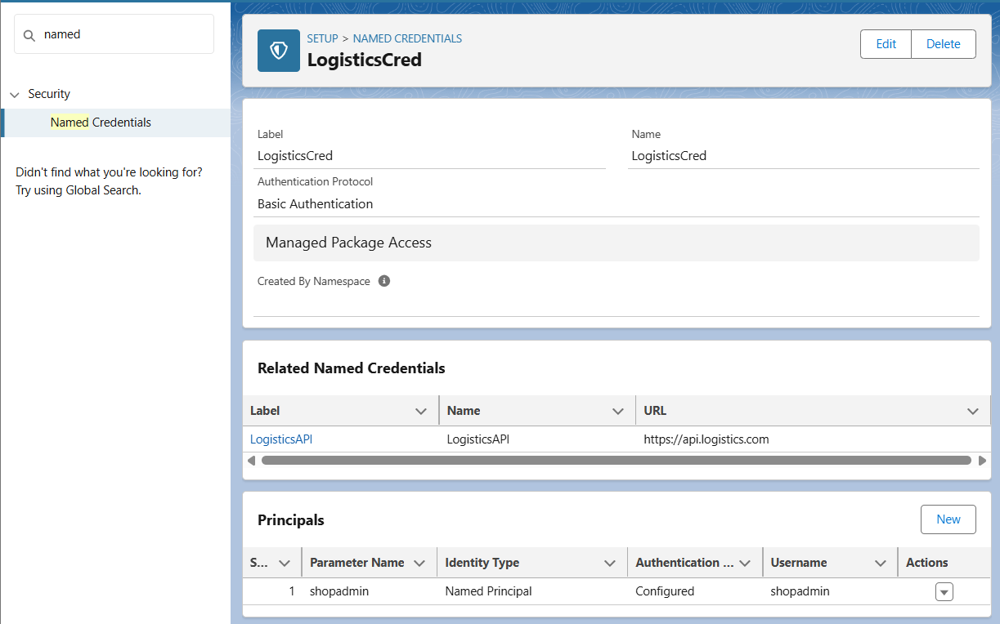 named
Security
Named Credentials
Didn't find what you're looking for?
Try using Global Search.
SETUP > NAMED CREDENTIALS
LogisticsCred
Edit Delete
Label Name
LogisticsCred LogisticsCred
Authentication Protocol
Basic Authentication
Managed Package Access
Created By Namespace
Related Named Credentials
Label Name URL
LogisticsAPI LogisticsAPI https://api.logistics.com
Principals New
S... Parameter Name Identity Type Authentication ... Username Actions
1 shopadmin Named Principal Configured shopadmin